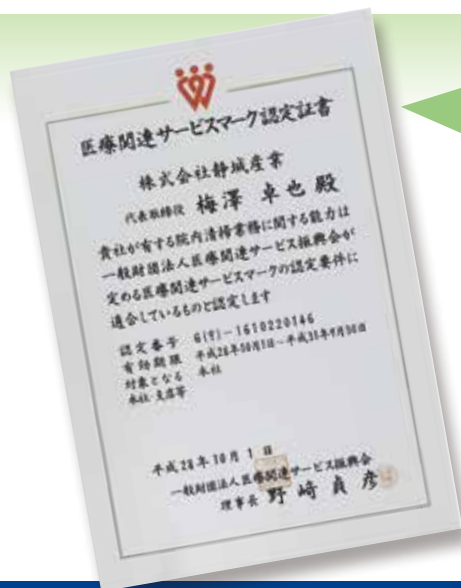 医療関連サービスマーク認定証書
株式会社静城産業
代表取締役 梅澤 卓也 殿
貴社が有する院内清掃業務に関する能力は
一般財団法人医療関連サービス振興会が
定める医療関連サービスマークの認定要件に
適合しているものと認定します
認定番号 -1610220146
有効期限 平成28年10月1日~平成31年9月30日
対象となる 本社
本社・支店等
平成28年10月1日
一般財団法人医療関連サービス振興会
理事長 野崎 貞彦